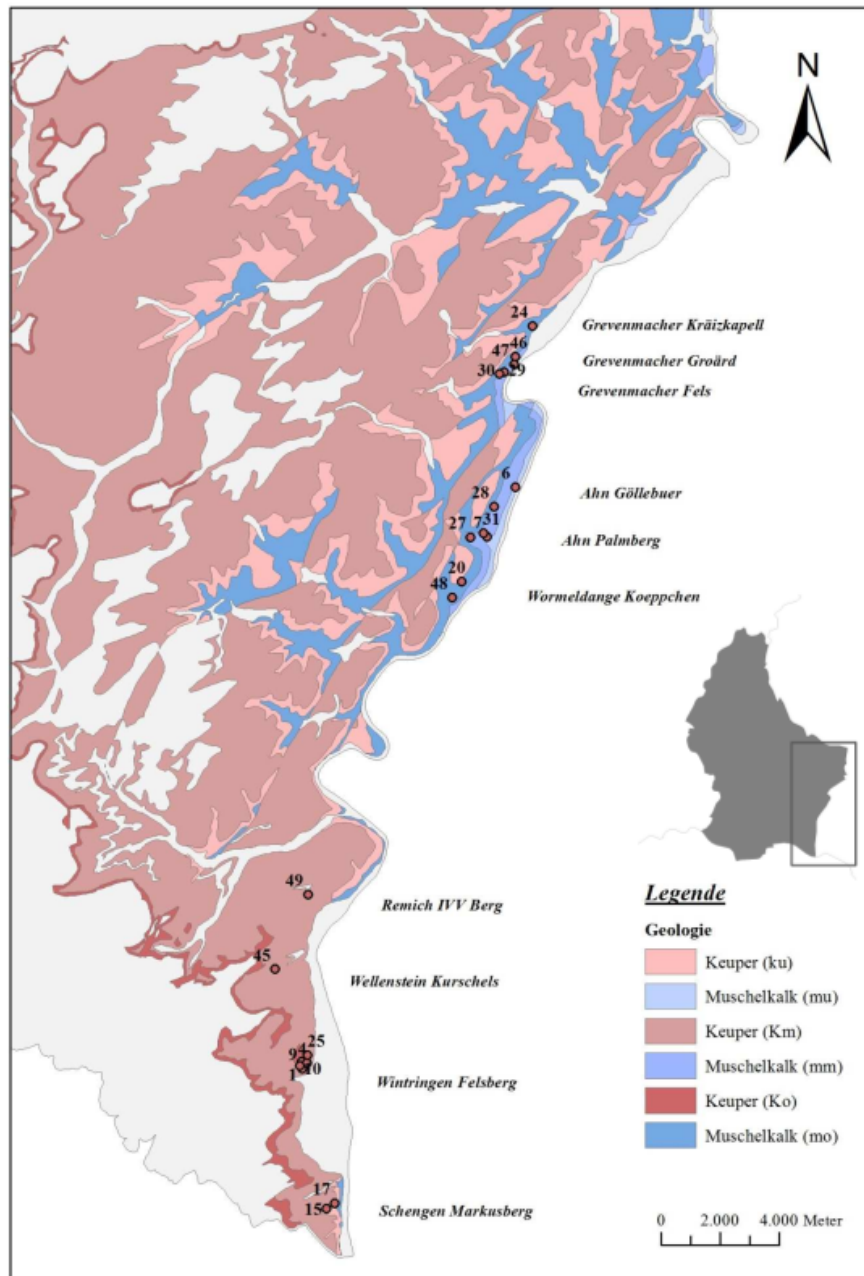 N
24
Grevenmacher Kräizkapell
46
47
Grevenmacher Groärd
30
29
Grevenmacher Fels
6
Ahn Göllebuer
28
7
31
27
Ahn Palmberg
20
48
Wormeldange Koeppchen
49
Remich IVV Berg
45
Wellenstein Kurschels
25
9
4
1
10
Wintringen Felsberg
17
15
Schengen Markusberg
Legende
Geologie
Keuper (ku)
Muschelkalk (mu)
Keuper (Km)
Muschelkalk (mm)
Keuper (Ko)
Muschelkalk (mo)
0 2.000 4.000 Meter